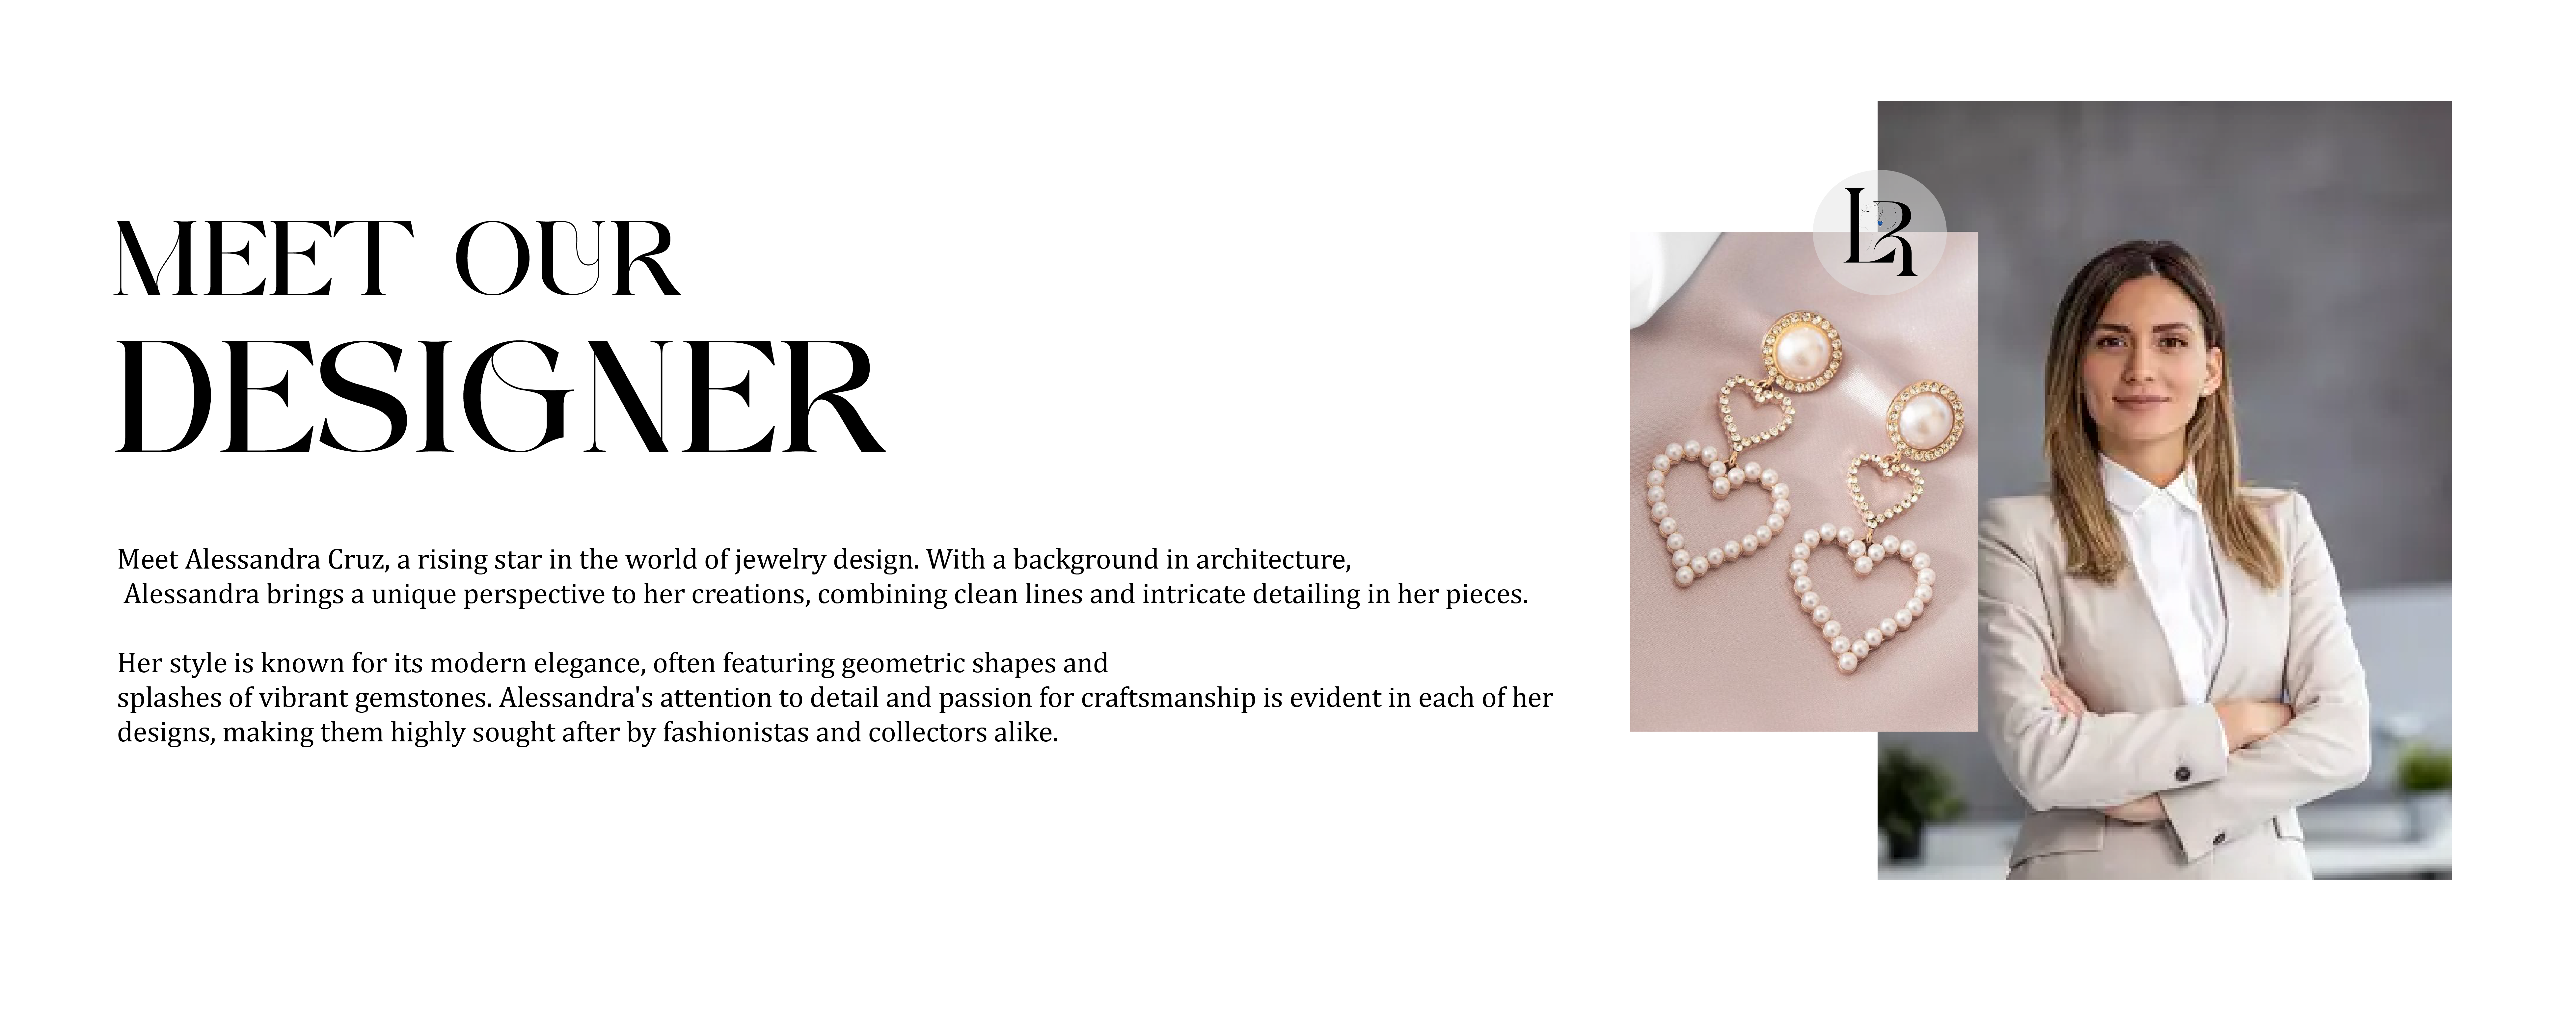 MEET OUR
DESIGNER
Meet Alessandra Cruz, a rising star in the world of jewelry design. With a background in architecture,
Alessandra brings a unique perspective to her creations, combining clean lines and intricate detailing in her pieces.
Her style is known for its modern elegance, often featuring geometric shapes and
splashes of vibrant gemstones. Alessandra's attention to detail and passion for craftsmanship is evident in each of her
designs, making them highly sought after by fashionistas and collectors alike.
LR